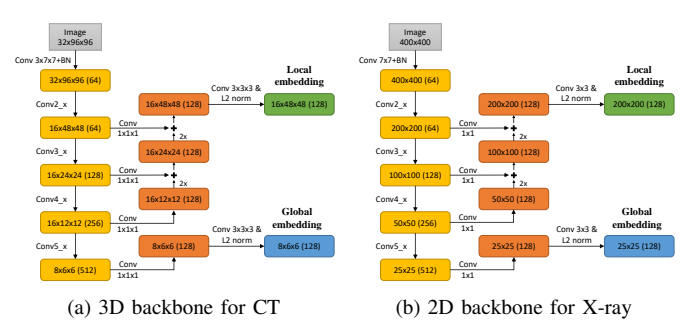 Image
32x96x96
Conv 3x7x7+BN
32x96x96 (64)
Conv2_x
16x48x48 (64)
Conv
1x1x1
Conv3_x
16x24x24 (128)
Conv
1x1x1
Conv4_x
16x12x12 (256)
Conv
1x1x1
Conv5_x
8x6x6 (512)
Conv
1x1x1
16x48x48 (128)
+
2x
16x24x24 (128)
+
2x
16x12x12 (128)
8x6x6 (128)
Conv 3x3x3 &
L2 norm
Local
embedding
16x48x48 (128)
Conv 3x3x3 &
L2 norm
Global
embedding
8x6x6 (128)
(a) 3D backbone for CT
Image
400x400
Conv 7x7+BN
400x400 (64)
Conv2_x
200x200 (64)
Conv
1x1
Conv3_x
100x100 (128)
Conv
1x1
Conv4_x
50x50 (256)
Conv
1x1
Conv5_x
25x25 (512)
Conv
1x1
200x200 (128)
+
2x
100x100 (128)
+
2x
50x50 (128)
25x25 (128)
Conv 3x3x3 &
L2 norm
Local
embedding
200x200 (128)
Conv 3x3 &
L2 norm
Global
embedding
25x25 (128)
(b) 2D backbone for X-ray